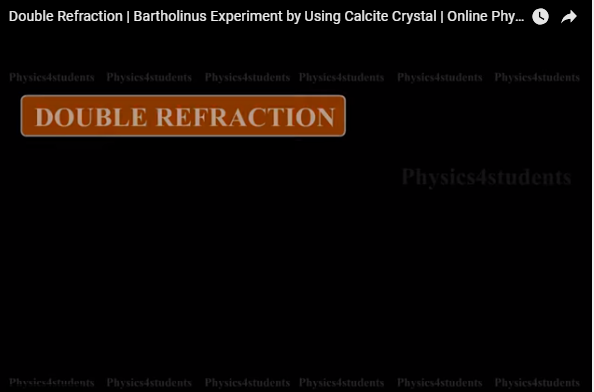 Double Refraction | Bartholinus Experiment by Using Calcite Crystal | Online Phy...
Physics4students Physics4students Physics4students Physics4students Physics4students Physics4students
DOUBLE REFRACTION
Physics4students
Physics4students Physics4students Physics4students Physics4students Physics4students Physics4students